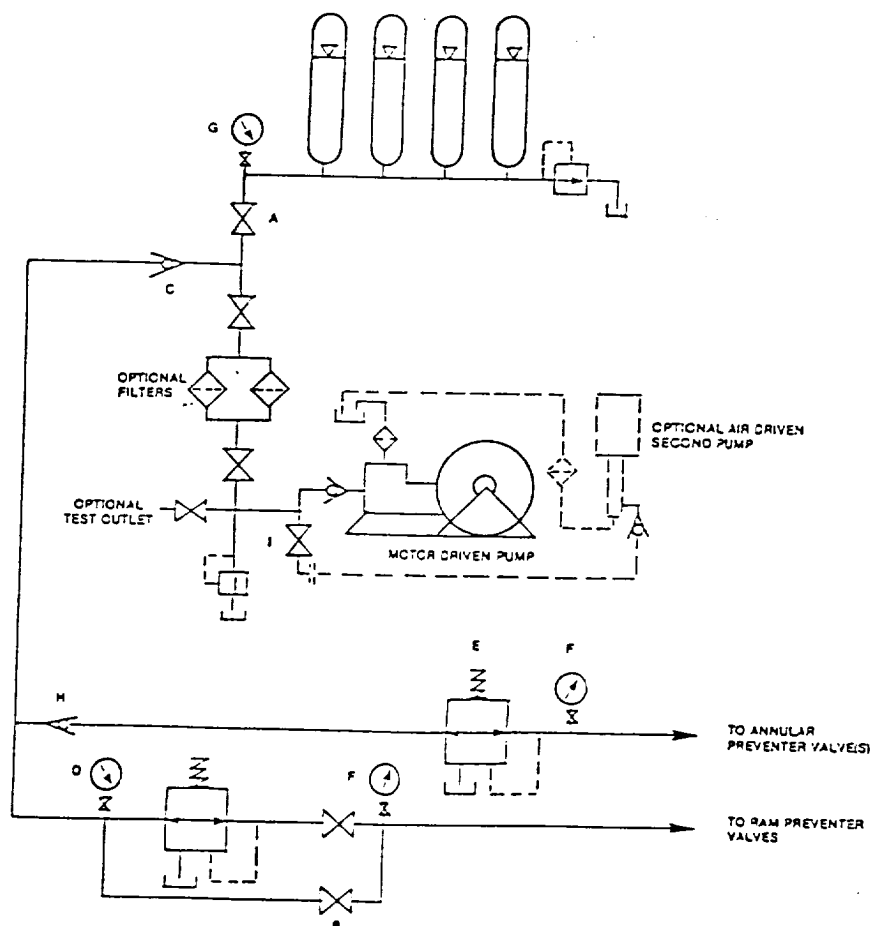 G
A
C
OPTIONAL
FILTERS
OPTIONAL AIR DRIVEN
SECOND PUMP
OPTIONAL
TEST OUTLET
I
MOTOR DRIVEN PUMP
E
F
H
TO ANNULAR
PREVENTER VALVE(S)
D
F
TO RAM PREVENTER
VALVES